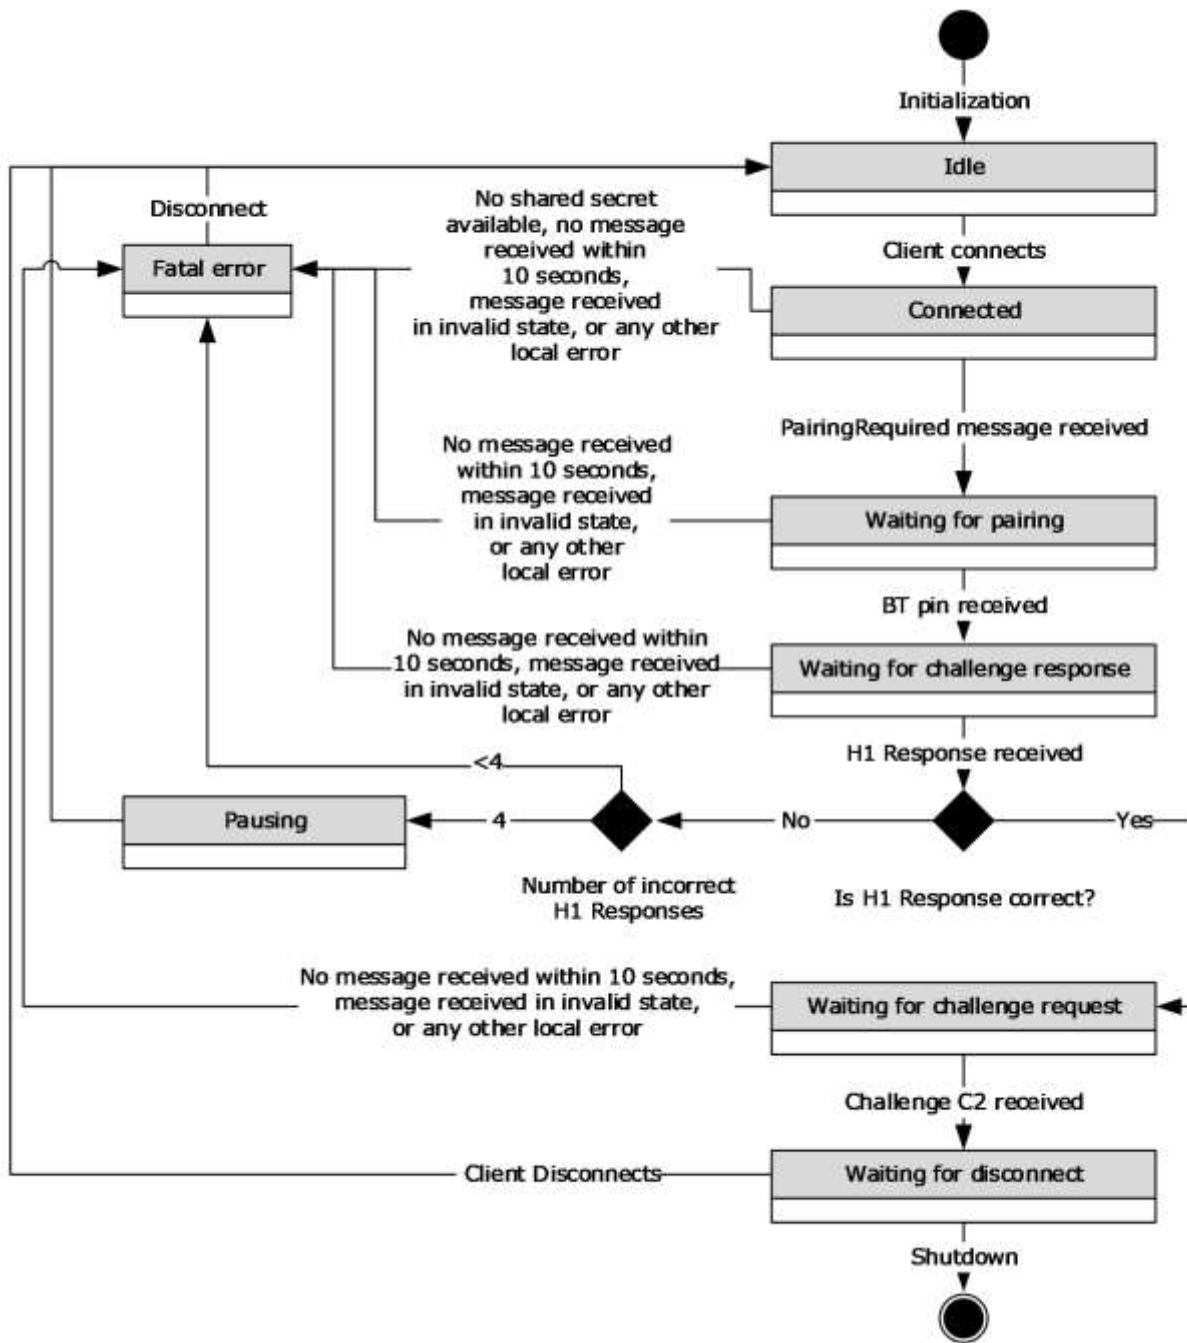 Initialization
Idle
Disconnect
No shared secret
available, no message
received within
10 seconds,
message received
in invalid state, or any other
local error
Client connects
Fatal error
Connected
PairingRequired message received
No message received
within 10 seconds,
message received
in invalid state,
or any other
local error
Waiting for pairing
BT pin received
No message received within
10 seconds, message received
in invalid state, or any other
local error
Waiting for challenge response
H1 Response received
<4
Pausing
4
No
Yes
Number of incorrect
H1 Responses
Is H1 Response correct?
No message received within 10 seconds,
message received in invalid state,
or any other local error
Waiting for challenge request
Challenge C2 received
Client Disconnects
Waiting for disconnect
Shutdown